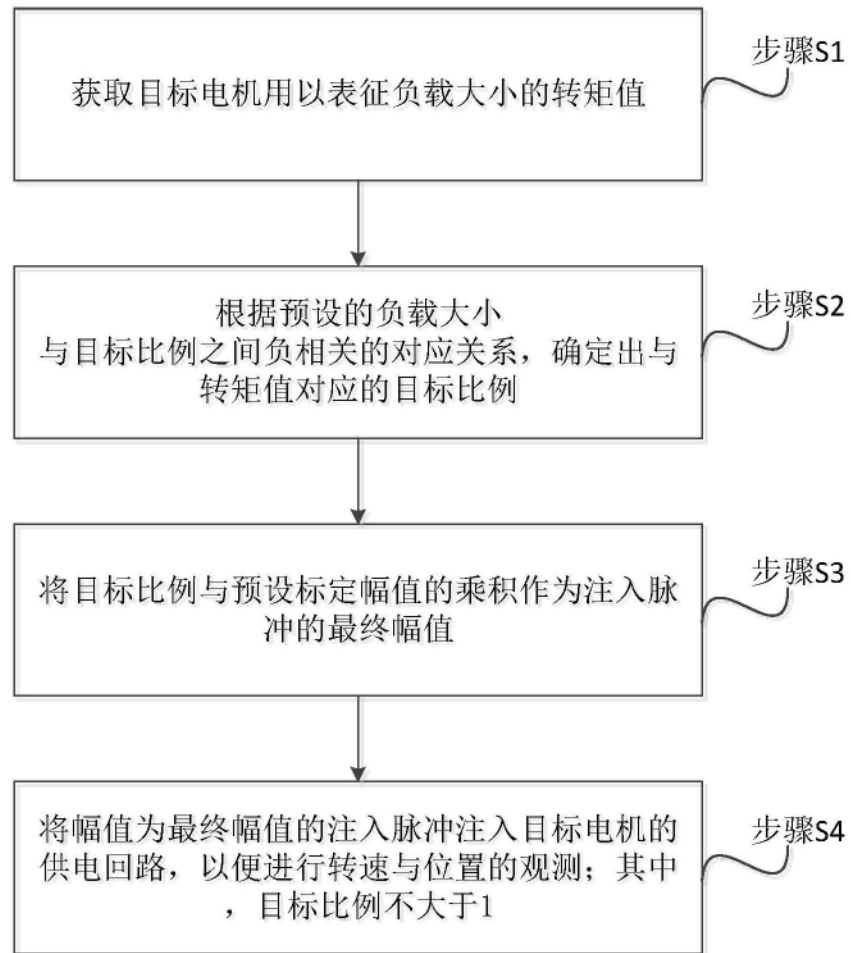 步骤S1
获取目标电机用以表征负载大小的转矩值
步骤S2
根据预设的负载大小
与目标比例之间负相关的对应关系，确定出与
转矩值对应的目标比例
步骤S3
将目标比例与预设标定幅值的乘积作为注入脉
冲的最终幅值
步骤S4
将幅值为最终幅值的注入脉冲注入目标电机的
供电回路，以便进行转速与位置的观测；其中
，目标比例不大于1